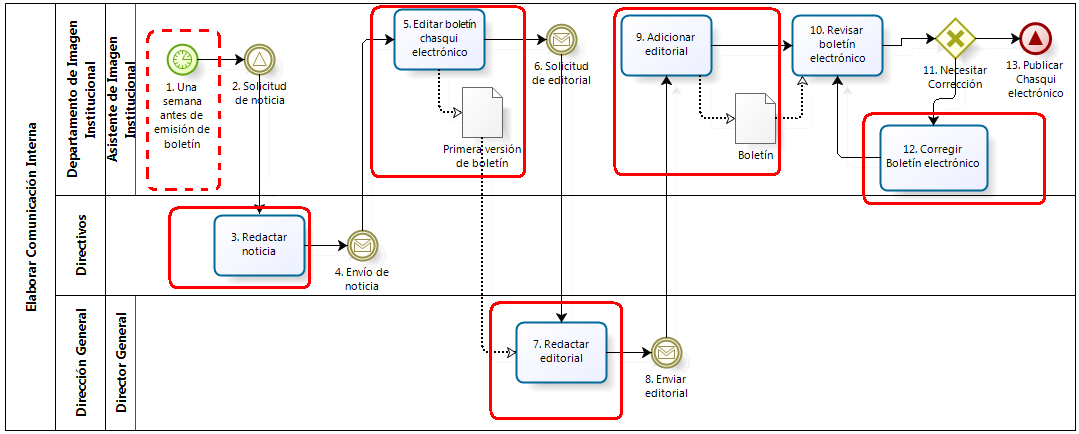 Elaborar Comunicación Interna
Departamento de Imagen
Institucional
Asistente de Imagen
Institucional
1. Una
semana
antes de
emisión de
boletín
2. Solicitud
de noticia
5. Editar boletín
chasqui
electrónico
Primera versión
de boletín
6. Solicitud
de editorial
9. Adicionar
editorial
Boletín
10. Revisar
boletín
electrónico
11. Necesitar
Corrección
13. Publicar
Chasqui
electrónico
12. Corregir
Boletín electrónico
Directivos
3. Redactar
noticia
4. Envío de
noticia
Dirección General
Director General
7. Redactar
editorial
8. Enviar
editorial